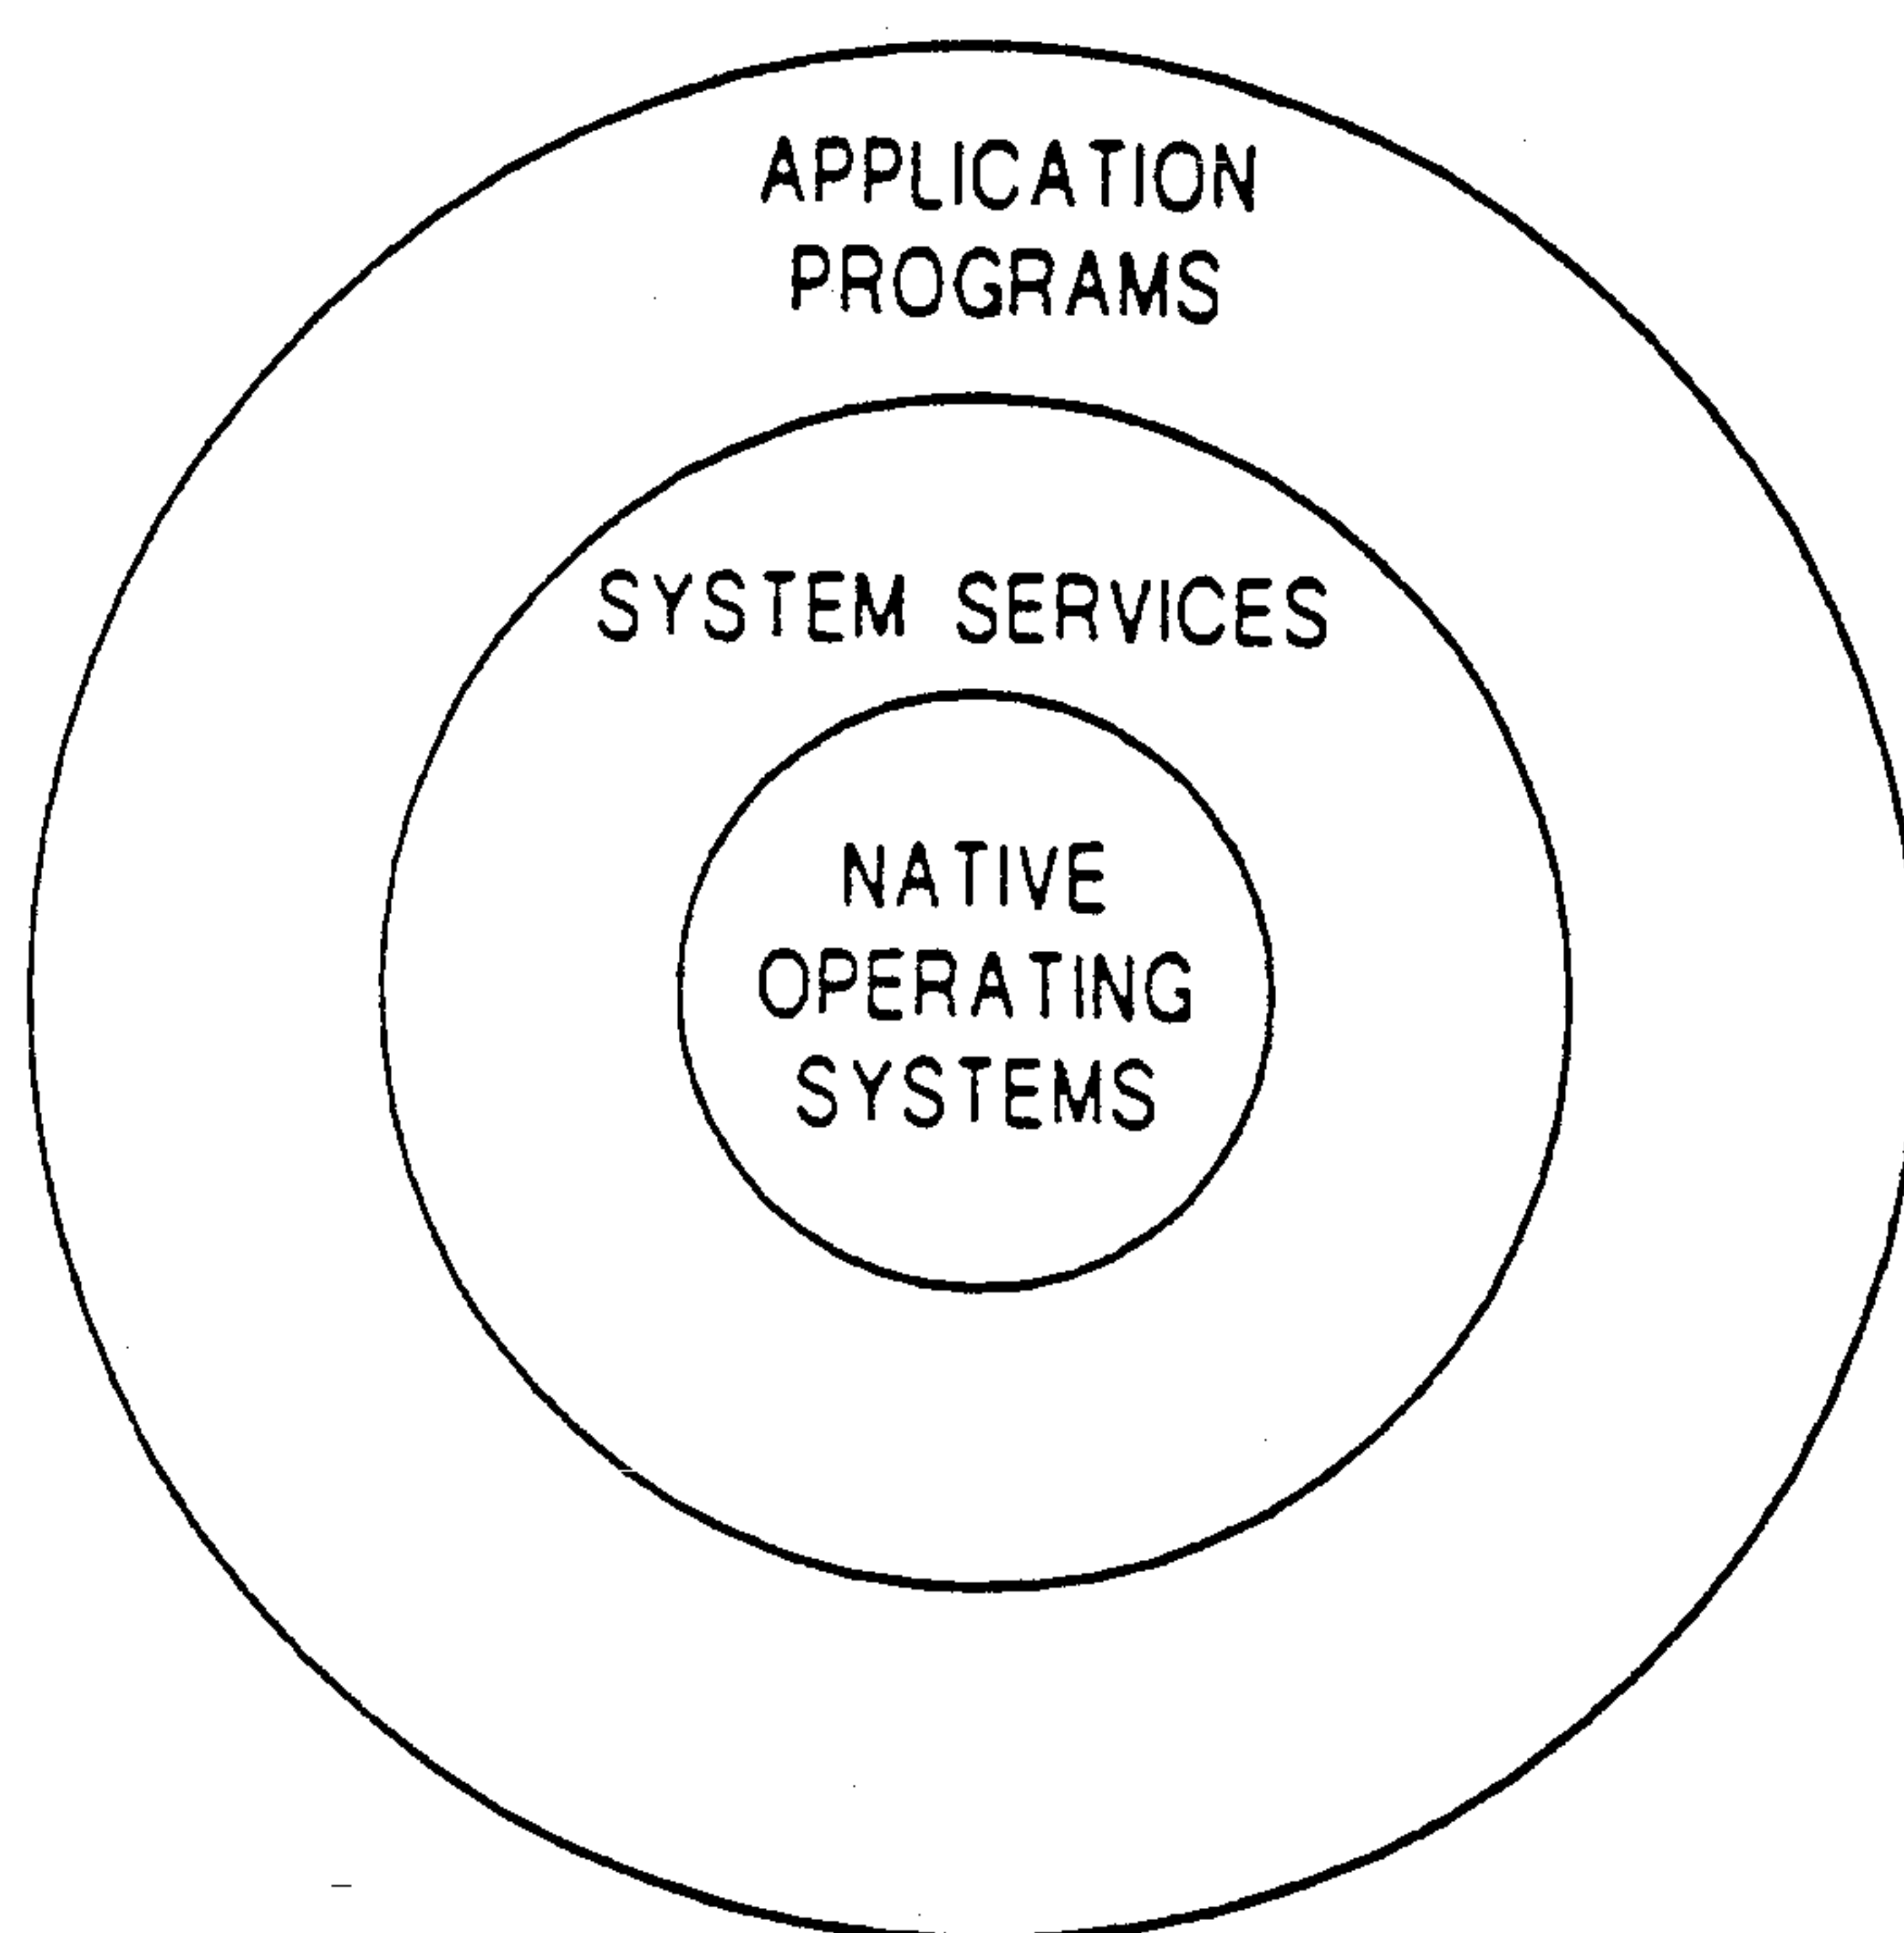 APPLICATION
PROGRAMS
SYSTEM SERVICES
NATIVE
OPERATING
SYSTEMS